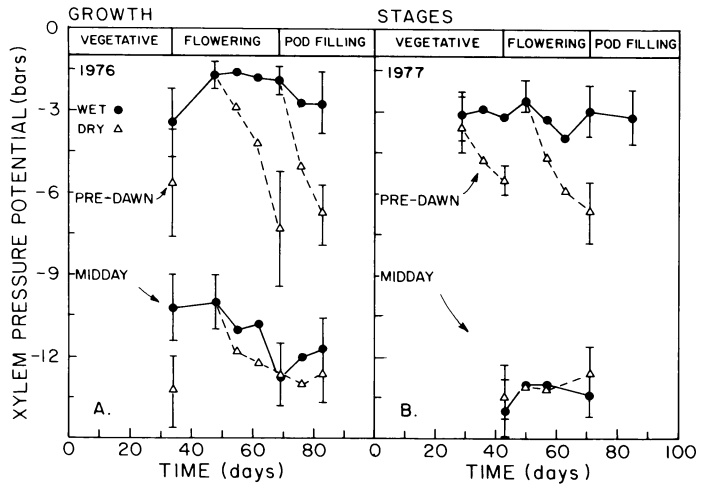 GROWTH STAGES
VEGETATIVE FLOWERING POD FILLING VEGETATIVE FLOWERING POD FILLING
1976 1977
WET
DRY
PRE-DAWN PRE-DAWN
MIDDAY MIDDAY
A. B.
XYLEM PRESSURE POTENTIAL (bars)
0
-3
-6
-9
-12
0 20 40 60 80 0 20 40 60 80 100
TIME (days) TIME (days)